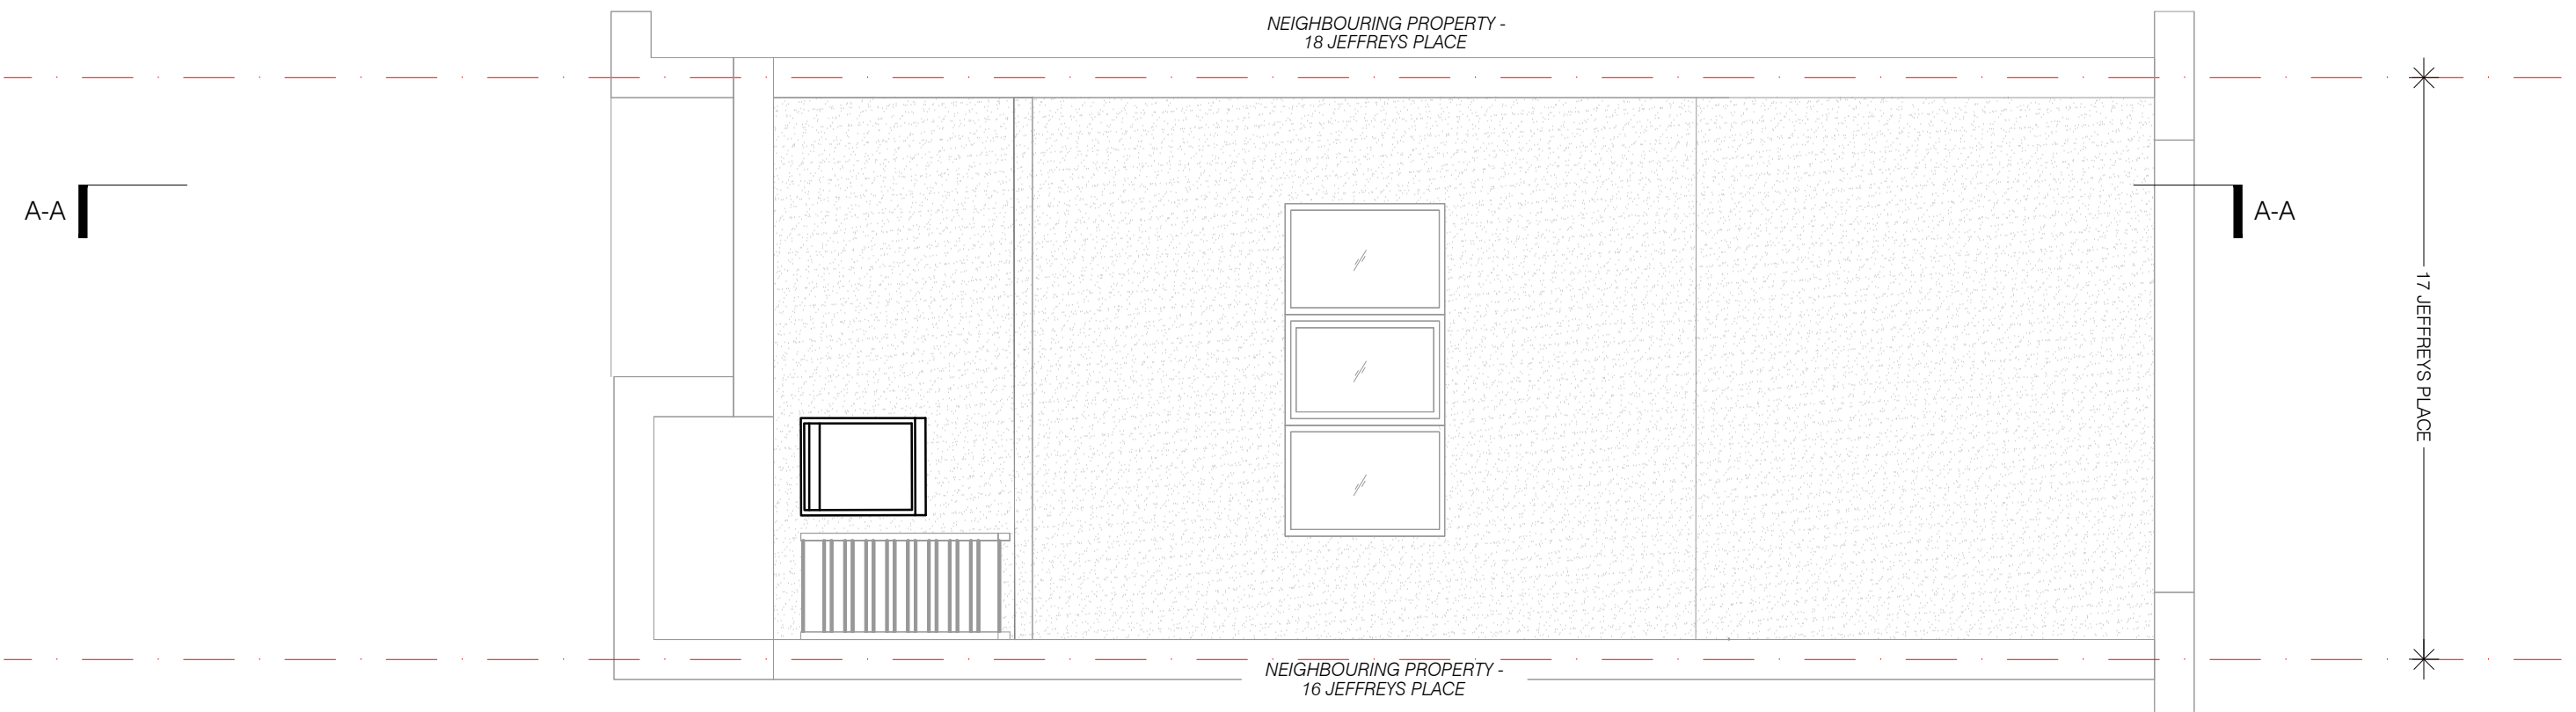 NEIGHBOURING PROPERTY -
18 JEFFREYS PLACE
A-A
A-A
17 JEFFREYS PLACE
NEIGHBOURING PROPERTY -
16 JEFFREYS PLACE